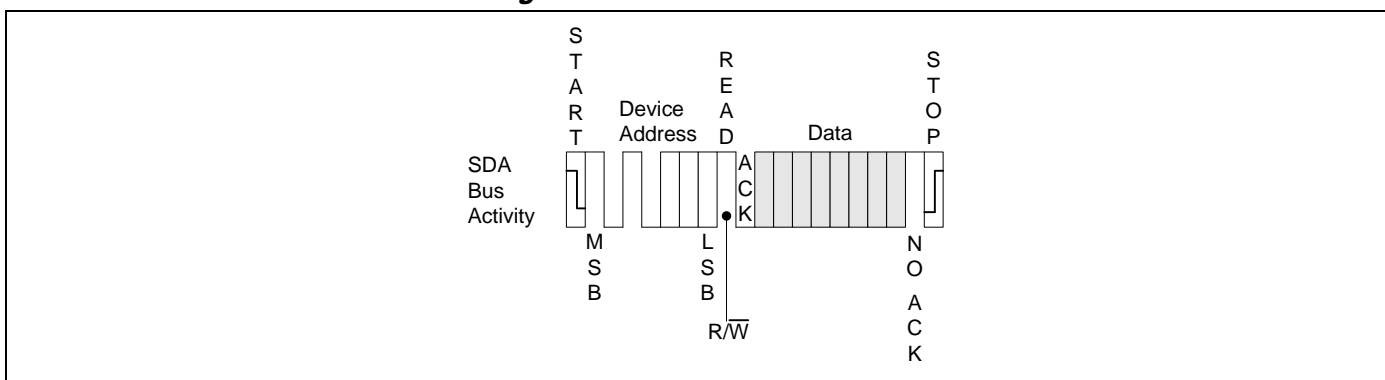 START
READ
STOP
Device
Address
Data
SDA
Bus
Activity
ACK
MSB
LSB
NO ACK
R/W̅